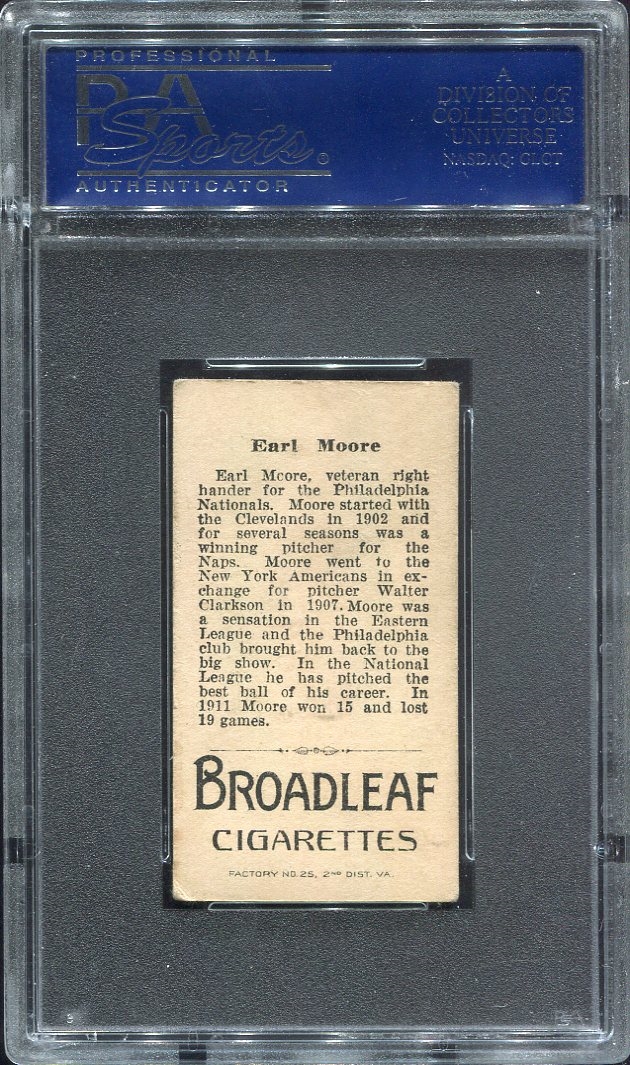 PROFESSIONAL
PSA
Sports®
AUTHENTICATOR
A
DIVISION OF
COLLECTORS
UNIVERSE
NASDAQ: CLCT
Earl Moore
Earl Moore, veteran right
hander for the Philadelphia
Nationals. Moore started with
the Clevelands in 1902 and
for several seasons was a
winning pitcher for the
Naps. Moore went to the
New York Americans in ex-
change for pitcher Walter
Clarkson in 1907. Moore was
a sensation in the Eastern
League and the Philadelphia
club brought him back to the
big show. In the National
League he has pitched the
best ball of his career. In
1911 Moore won 15 and lost
19 games.
BROADLEAF
CIGARETTES
FACTORY NO. 25, 2ND DIST. VA.
PSA